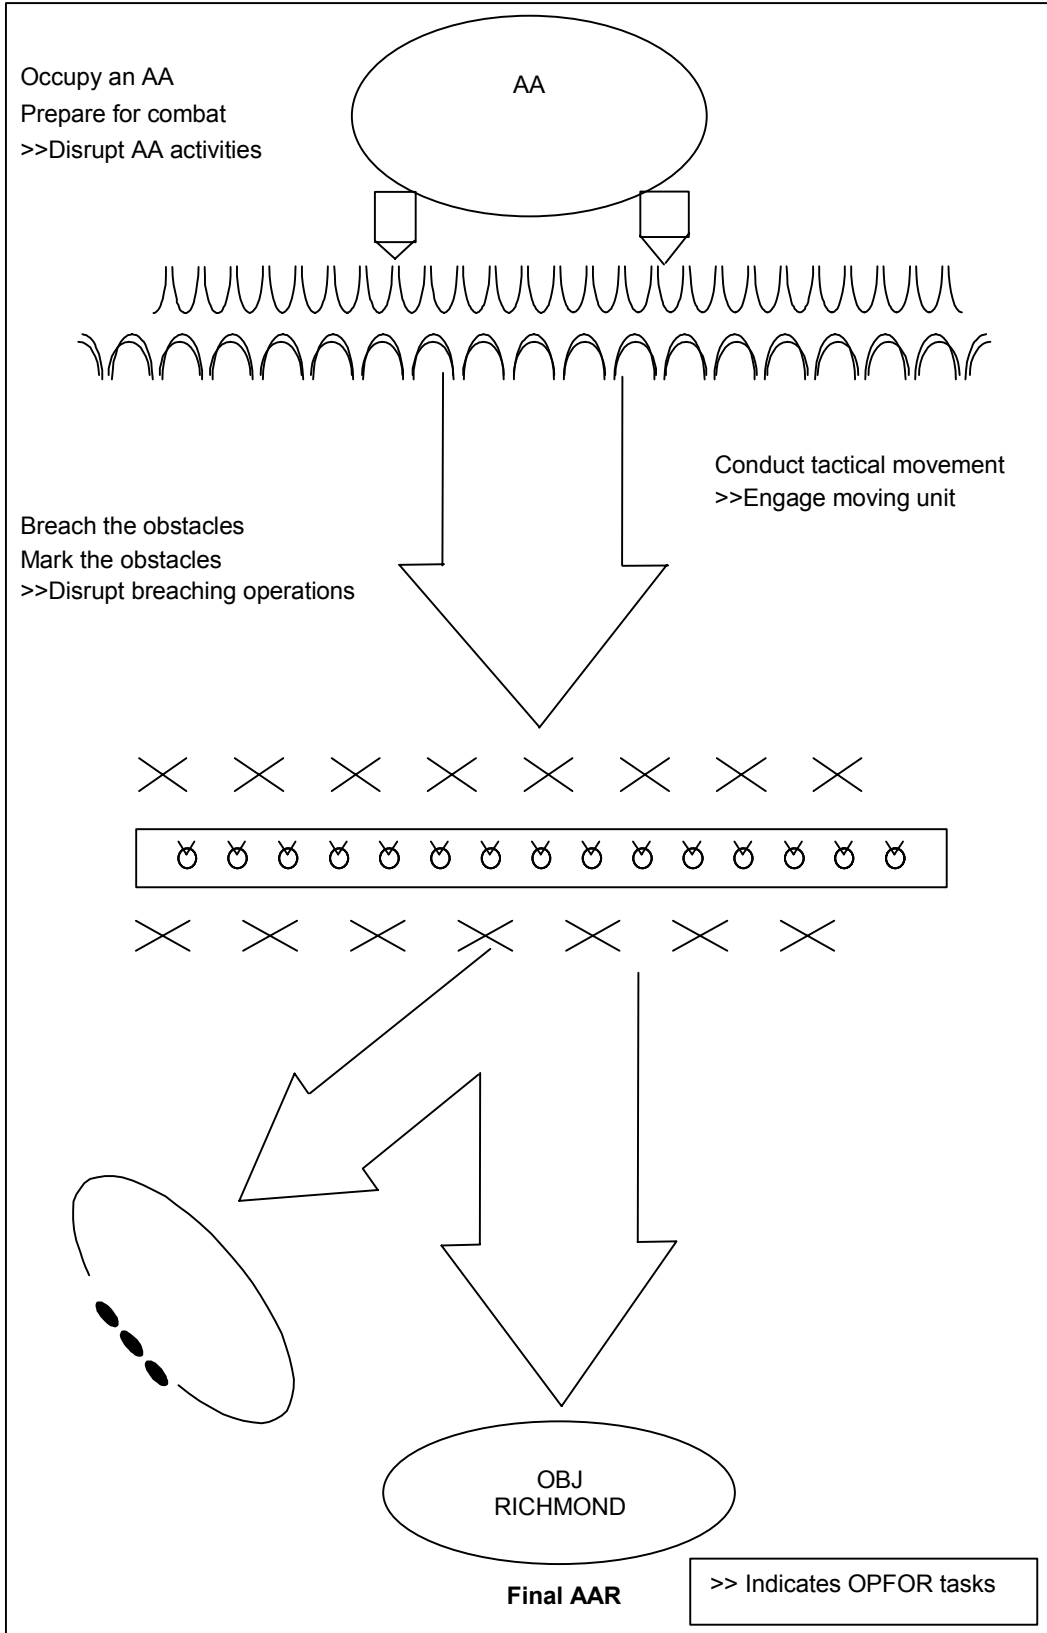 AA
Occupy an AA
Prepare for combat
>>Disrupt AA activities
Conduct tactical movement
>>Engage moving unit
Breach the obstacles
Mark the obstacles
>>Disrupt breaching operations
OBJ
RICHMOND
Final AAR
>> Indicates OPFOR tasks